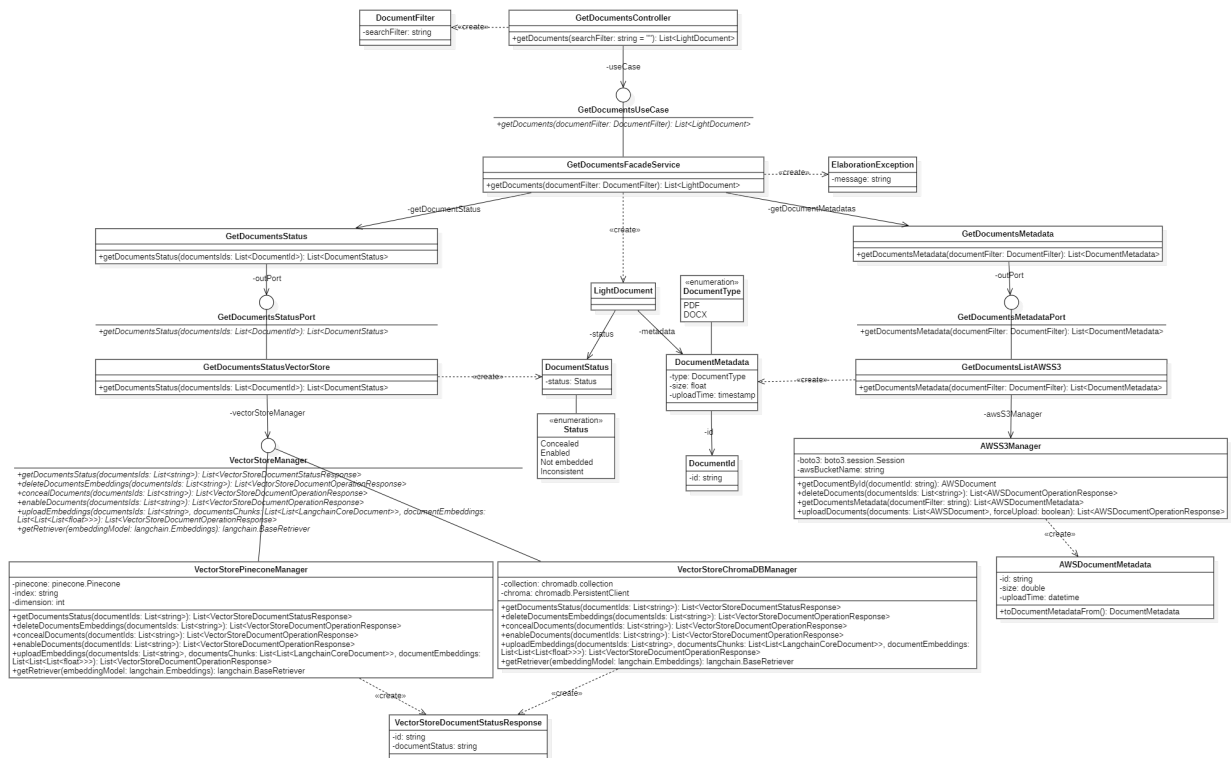 DocumentFilter
-searchFilter: string
«create»
GetDocumentsController
+getDocuments(searchFilter: string = ""): List<LightDocument>
-useCase
GetDocumentsUseCase
+getDocuments(documentFilter: DocumentFilter): List<LightDocument>
GetDocumentsFacadeService
+getDocuments(documentFilter: DocumentFilter): List<LightDocument>
«create»
ElaborationException
-message: string
-getDocumentStatus
«create»
-getDocumentMetadatas
GetDocumentsStatus
+getDocumentsStatus(documentsIds: List<DocumentId>): List<DocumentStatus>
GetDocumentsMetadata
+getDocumentsMetadata(documentFilter: DocumentFilter): List<DocumentMetadata>
-outPort
-outPort
LightDocument
«enumeration»
DocumentType
PDF
DOCX
GetDocumentsStatusPort
+getDocumentsStatus(documentsIds: List<DocumentId>): List<DocumentStatus>
GetDocumentsMetadataPort
+getDocumentsMetadata(documentFilter: DocumentFilter): List<DocumentMetadata>
-status
-metadata
GetDocumentsStatusVectorStore
+getDocumentsStatus(documentsIds: List<DocumentId>): List<DocumentStatus>
«create»
DocumentStatus
-status: Status
DocumentMetadata
-type: DocumentType
-size: float
-uploadTime: timestamp
«create»
GetDocumentsListAWSS3
+getDocumentsMetadata(documentFilter: DocumentFilter): List<DocumentMetadata>
-vectorStoreManager
«enumeration»
Status
Concealed
Enabled
Not embedded
Inconsistent
-id
-awsS3Manager
DocumentId
-id: string
VectorStoreManager
+getDocumentsStatus(documentsIds: List<string>): List<VectorStoreDocumentStatusResponse>
+deleteDocumentsEmbeddings(documentsIds: List<string>): List<VectorStoreDocumentOperationResponse>
+concealDocuments(documentsIds: List<string>): List<VectorStoreDocumentOperationResponse>
+enableDocuments(documentsIds: List<string>): List<VectorStoreDocumentOperationResponse>
+uploadEmbeddings(documentsIds: List<string>, documentsChunks: List<List<LangchainCoreDocument>>, documentEmbeddings:
List<List<List<float>>>): List<VectorStoreDocumentOperationResponse>
+getRetriever(embeddingModel: langchain.Embeddings): langchain.BaseRetriever
AWSS3Manager
-boto3: boto3.session.Session
-awsBucketName: string
+getDocumentById(documentId: string): AWSDocument
+deleteDocuments(documentsIds: List<string>): List<AWSDocumentOperationResponse>
+getDocumentsMetadata(documentFilter: string): List<AWSDocumentMetadata>
+uploadDocuments(documents: List<AWSDocument>, forceUpload: boolean): List<AWSDocumentOperationResponse>
«create»
VectorStorePineconeManager
-pinecone: pinecone.Pinecone
-index: string
-dimension: int
+getDocumentsStatus(documentIds: List<string>): List<VectorStoreDocumentStatusResponse>
+deleteDocumentsEmbeddings(documentsIds: List<string>): List<VectorStoreDocumentOperationResponse>
+concealDocuments(documentIds: List<string>): List<VectorStoreDocumentOperationResponse>
+enableDocuments(documentIds: List<string>): List<VectorStoreDocumentOperationResponse>
+uploadEmbeddings(documentsIds: List<string>, documentsChunks: List<List<LangchainCoreDocument>>, documentEmbeddings:
List<List<List<float>>>): List<VectorStoreDocumentOperationResponse>
+getRetriever(embeddingModel: langchain.Embeddings): langchain.BaseRetriever
VectorStoreChromaDBManager
-collection: chromadb.collection
-chroma: chromadb.PersistentClient
+getDocumentsStatus(documentIds: List<string>): List<VectorStoreDocumentStatusResponse>
+deleteDocumentsEmbeddings(documentsIds: List<string>): List<VectorStoreDocumentOperationResponse>
+concealDocuments(documentIds: List<string>): List<VectorStoreDocumentOperationResponse>
+enableDocuments(documentIds: List<string>): List<VectorStoreDocumentOperationResponse>
+uploadEmbeddings(documentsIds: List<string>, documentsChunks: List<List<LangchainCoreDocument>>, documentEmbeddings:
List<List<List<float>>>): List<VectorStoreDocumentOperationResponse>
+getRetriever(embeddingModel: langchain.Embeddings): langchain.BaseRetriever
AWSDocumentMetadata
-id: string
-size: double
-uploadTime: datetime
+toDocumentMetadataFrom(): DocumentMetadata
«create»
«create»
VectorStoreDocumentStatusResponse
-id: string
-documentStatus: string